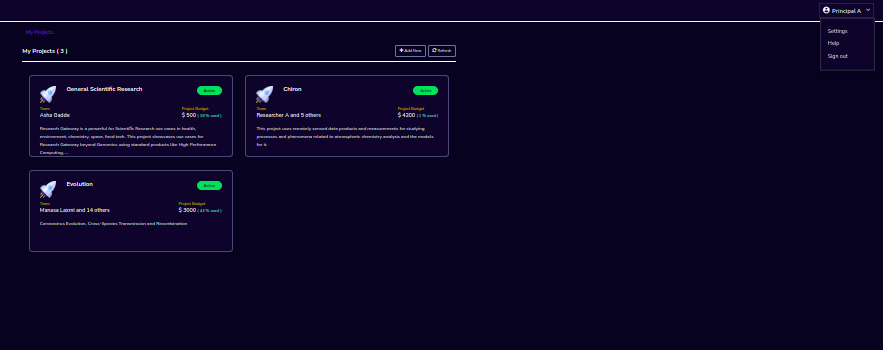 Principal A
Settings
Help
Sign out
My Projects
My Projects ( 3 )
Add New
Refresh
General Scientific Research
Active
Team
Project Budget
Asha Gadde
$ 500 ( 18 % used )
Research Gateway is a powerful for Scientific Research use cases in health,
environment, chemistry, space, food tech. This project showcases use cases for
Research Gateway beyond Genomics using standard products like High Performance
Computing, ...
Chiron
Active
Team
Project Budget
Researcher A and 5 others
$ 4200 ( 1 % used )
This project uses remotely sensed data products and measurements for studying
processes and phenomena related to atmospheric chemistry analysis and the models
for it.
Evolution
Active
Team
Project Budget
Manasa Laxmi and 14 others
$ 3000 ( 42 % used )
Coronavirus Evolution, Cross-Species Transmission and Recombination